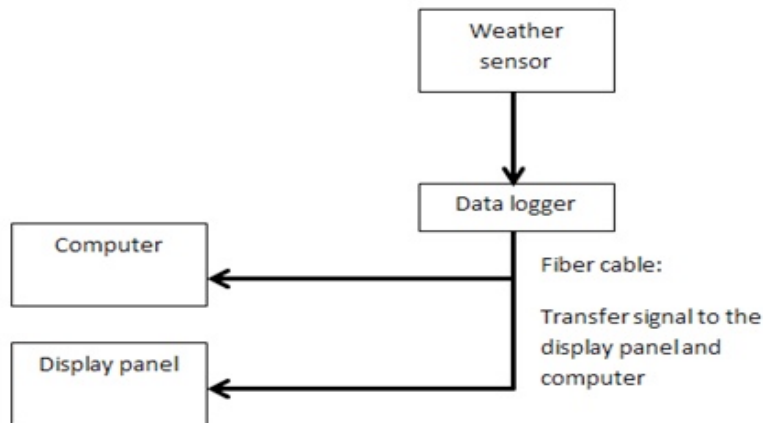 Weather
sensor
Data logger
Computer
Fiber cable:
Transfer signal to the
display panel and
computer
Display panel